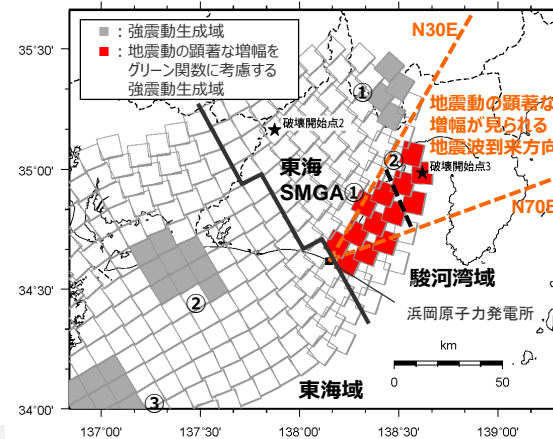 ■ ：強震動生成域
■ ：地震動の顕著な増幅を
グリーン関数に考慮する
強震動生成域
N30E
地震動の顕著な
増幅が見られる
地震波到来方向
N70E
①
②
★ 破壊開始点2
★ 破壊開始点3
東海
SMGA①
②
③
駿河湾域
浜岡原子力発電所
東海域
km
0 50
35°30'
35°00'
34°30'
34°00'
137°00' 137°30' 138°00' 138°30' 139°00'